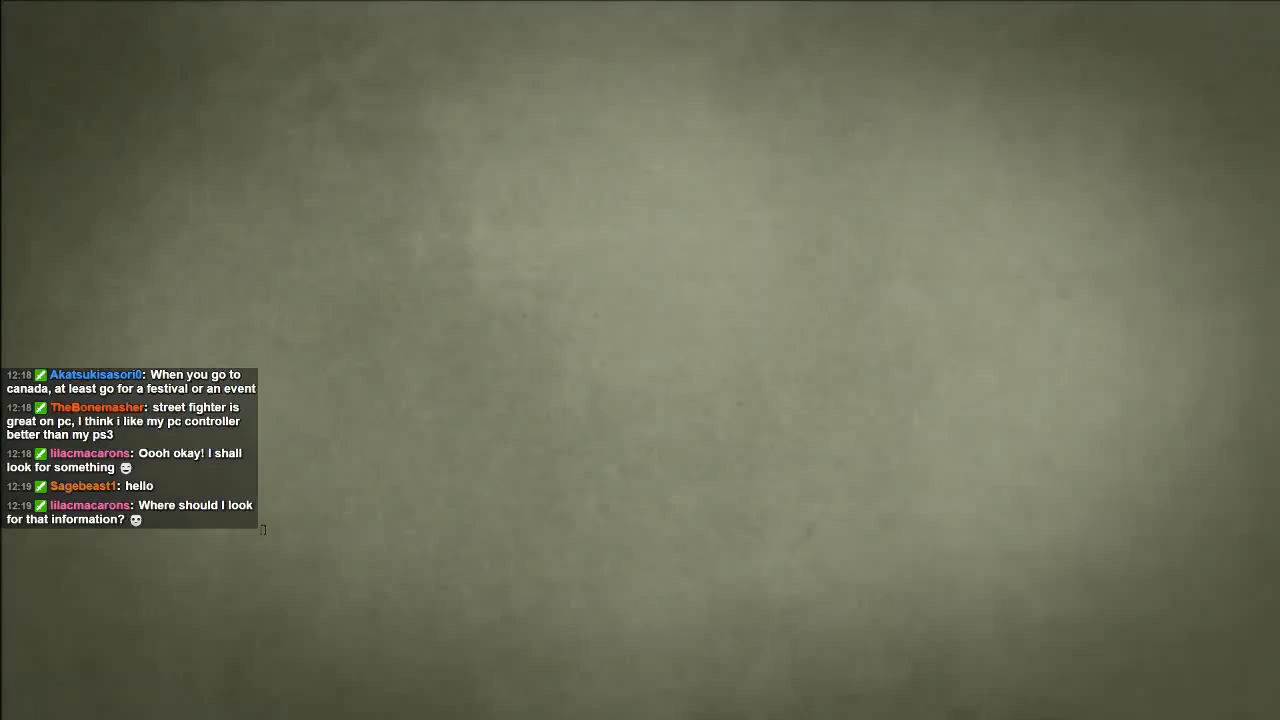 12:18 Akatsukisasori0: When you go to
canada, at least go for a festival or an event
12:18 TheBonemasher: street fighter is
great on pc, I think i like my pc controller
better than my ps3
12:18 lilacmacarons: Oooh okay! I shall
look for something
12:19 Sagebeast1: hello
12:19 lilacmacarons: Where should I look
for that information?